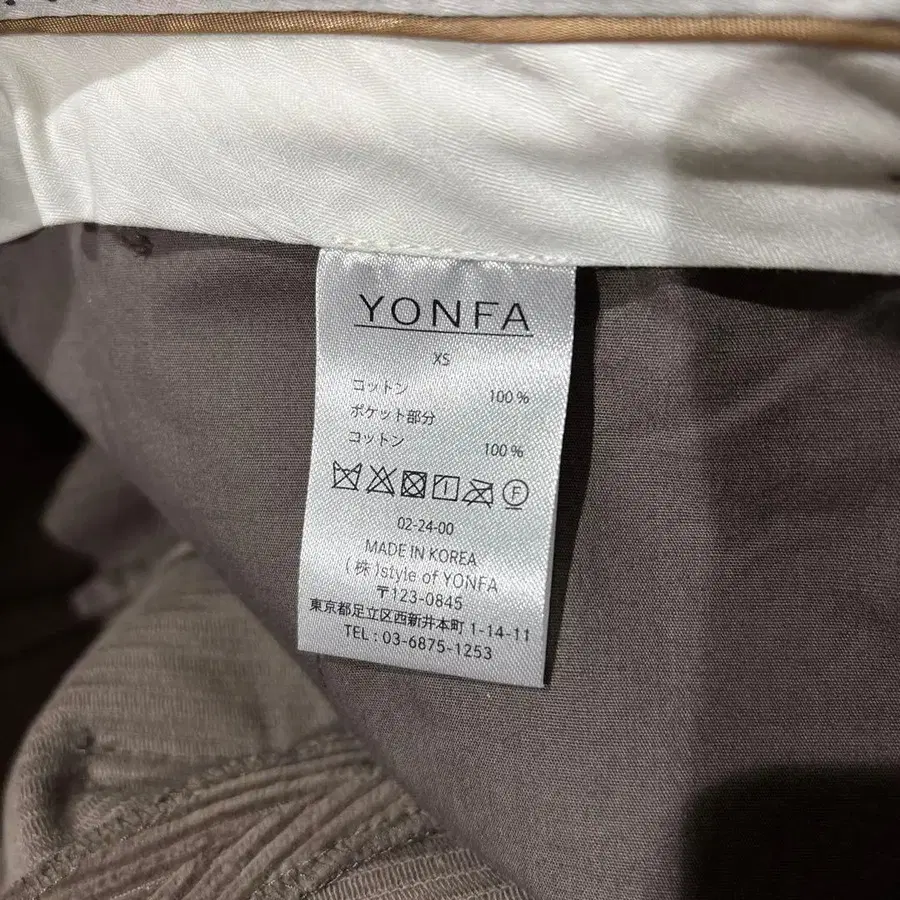 YONFA
XS
コットン 100%
ポケット部分
コットン 100%
F
02-24-00
MADE IN KOREA
(株)style of YONFA
〒123-0845
東京都足立区西新井本町 1-14-11
TEL : 03-6875-1253